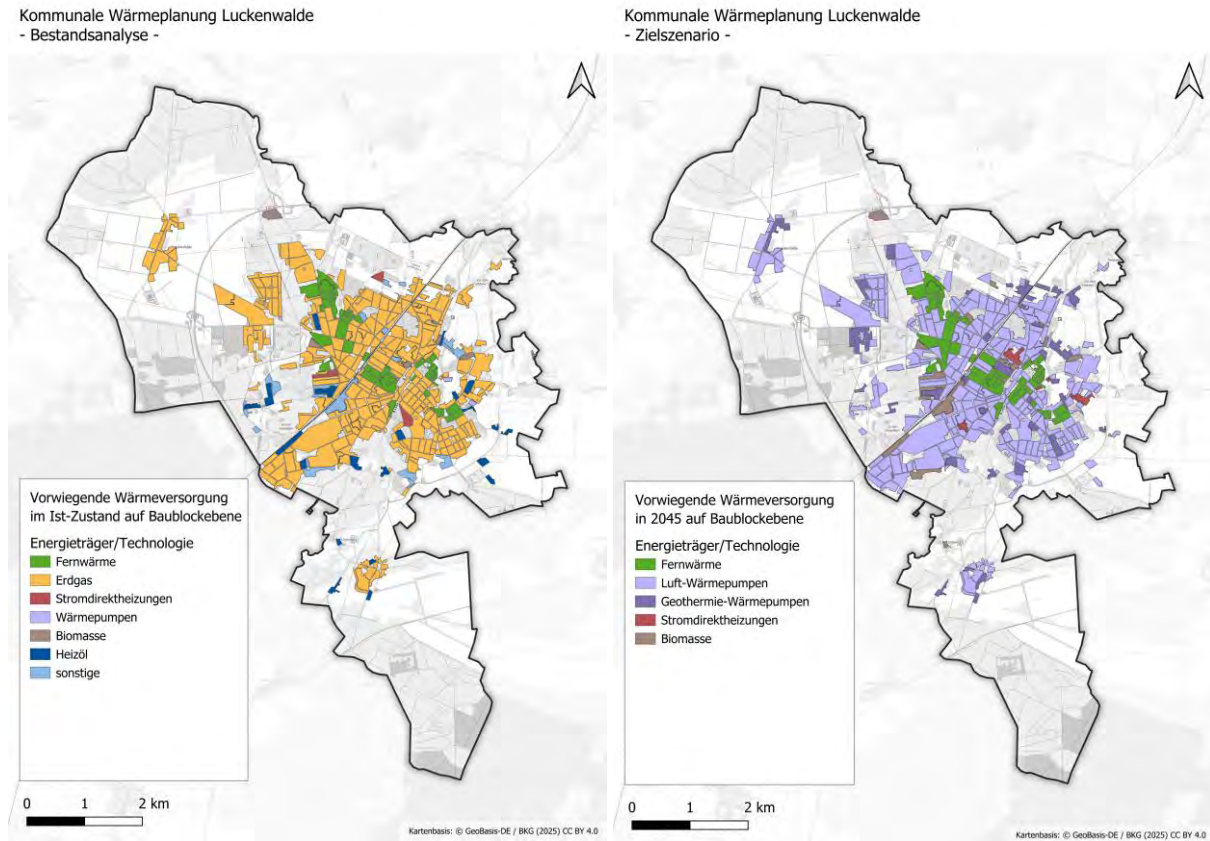 Kommunale Wärmeplanung Luckenwalde
- Bestandsanalyse -
Vorwiegende Wärmeversorgung
im Ist-Zustand auf Baublockebene
Energieträger/Technologie
Fernwärme
Erdgas
Stromdirektheizungen
Wärmepumpen
Biomasse
Heizöl
sonstige
0 1 2 km
Kartenbasis: © GeoBasis-DE / BKG (2025) CC BY 4.0
Kommunale Wärmeplanung Luckenwalde
- Zielszenario -
Vorwiegende Wärmeversorgung
in 2045 auf Baublockebene
Energieträger/Technologie
Fernwärme
Luft-Wärmepumpen
Geothermie-Wärmepumpen
Stromdirektheizungen
Biomasse
0 1 2 km
Kartenbasis: © GeoBasis-DE / BKG (2025) CC BY 4.0